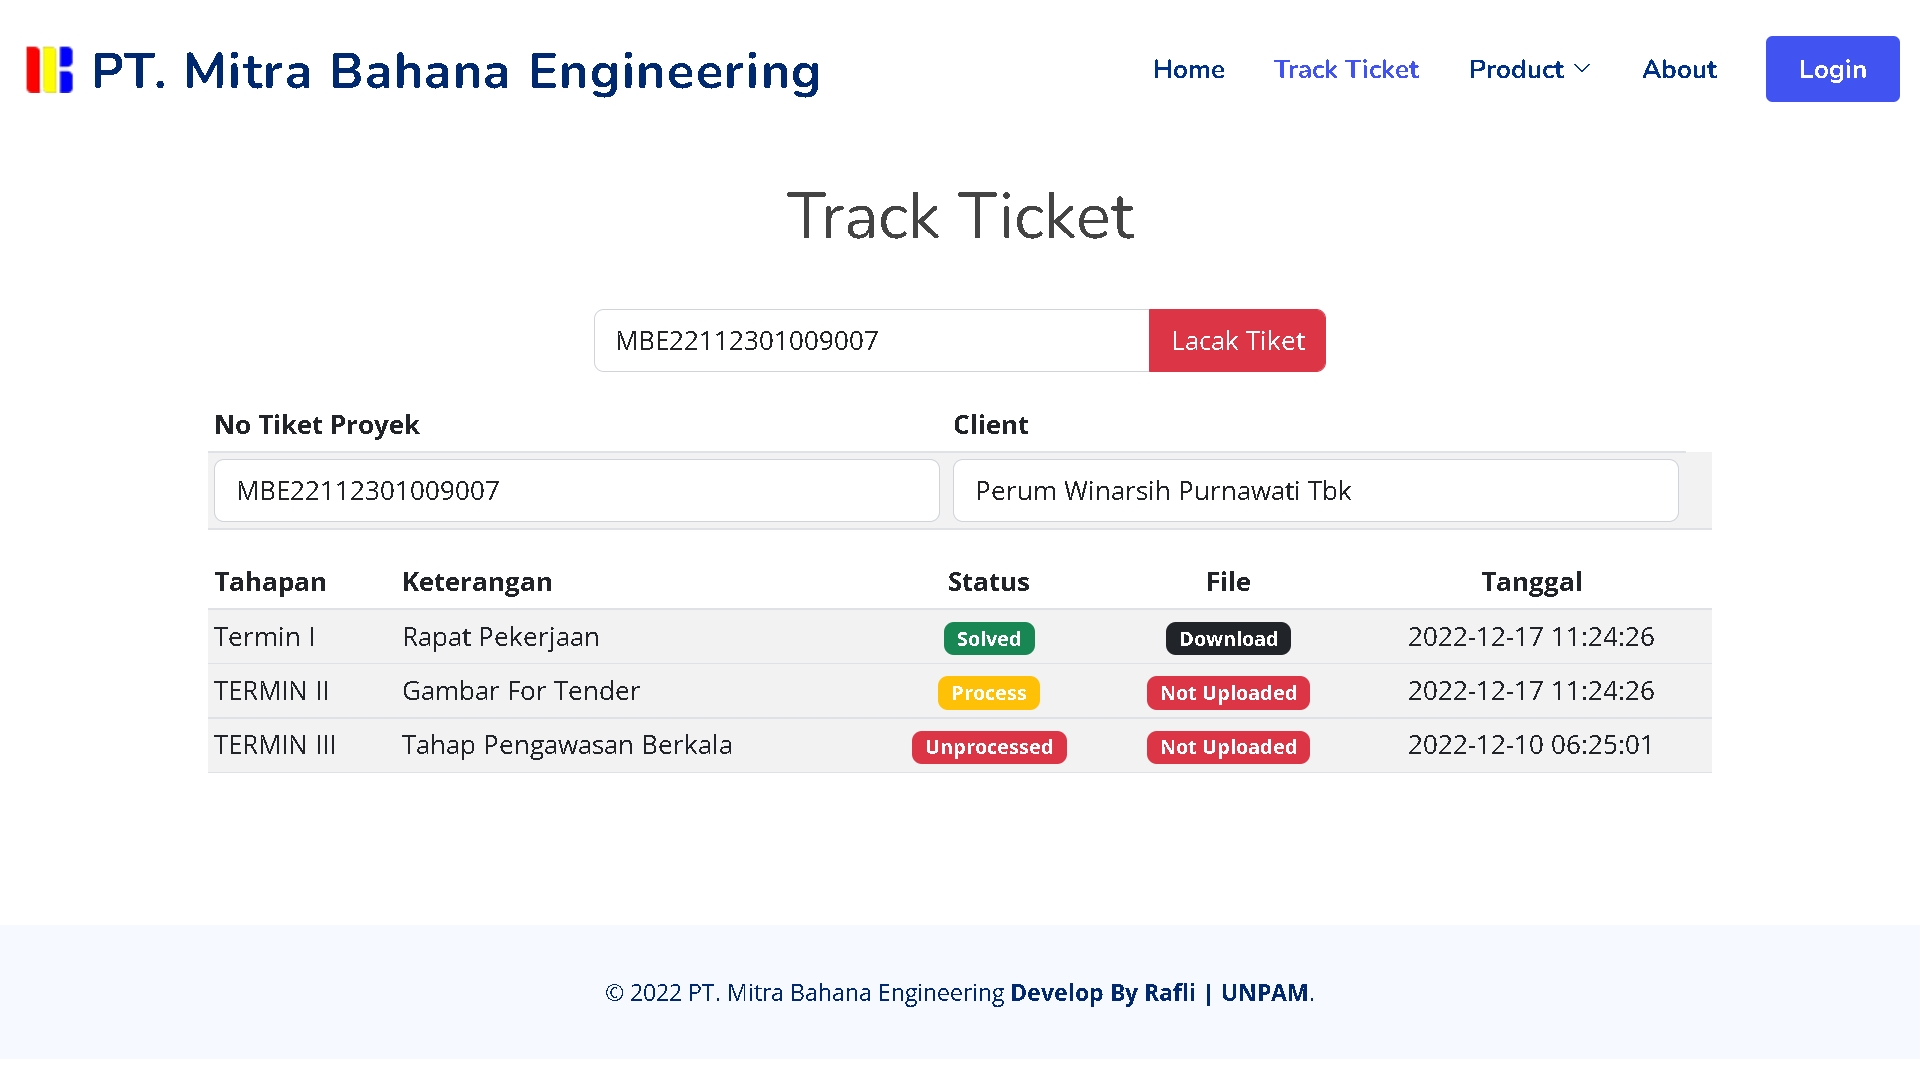 PT. Mitra Bahana Engineering Home Track Ticket Product About Login
Track Ticket
MBE22112301009007 Lacak Tiket
No Tiket Proyek Client
MBE22112301009007 Perum Winarsih Purnawati Tbk
Tahapan Keterangan Status File Tanggal
Termin I Rapat Pekerjaan Solved Download 2022-12-17 11:24:26
TERMIN II Gambar For Tender Process Not Uploaded 2022-12-17 11:24:26
TERMIN III Tahap Pengawasan Berkala Unprocessed Not Uploaded 2022-12-10 06:25:01
© 2022 PT. Mitra Bahana Engineering Develop By Rafli | UNPAM.